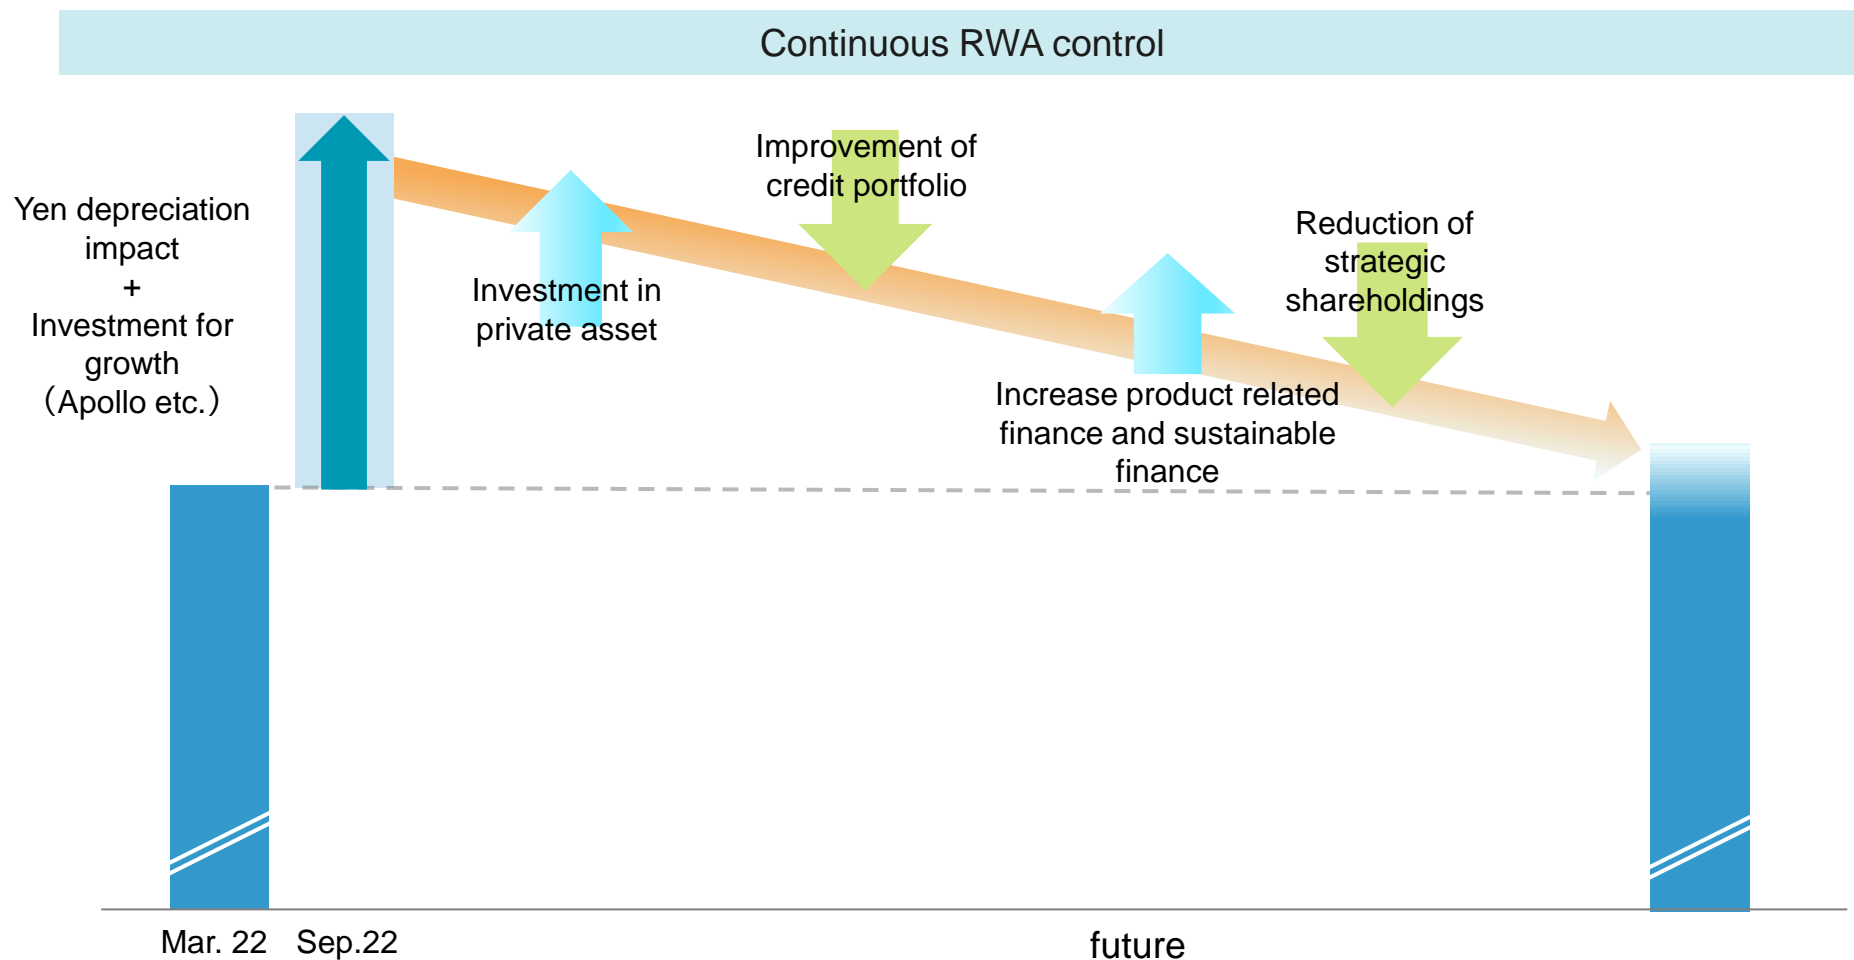 Continuous RWA control
Yen depreciation
impact
+
Investment for
growth
（Apollo etc.）
Investment in
private asset
Improvement of
credit portfolio
Increase product related
finance and sustainable
finance
Reduction of
strategic
shareholdings
Mar. 22
Sep.22
future